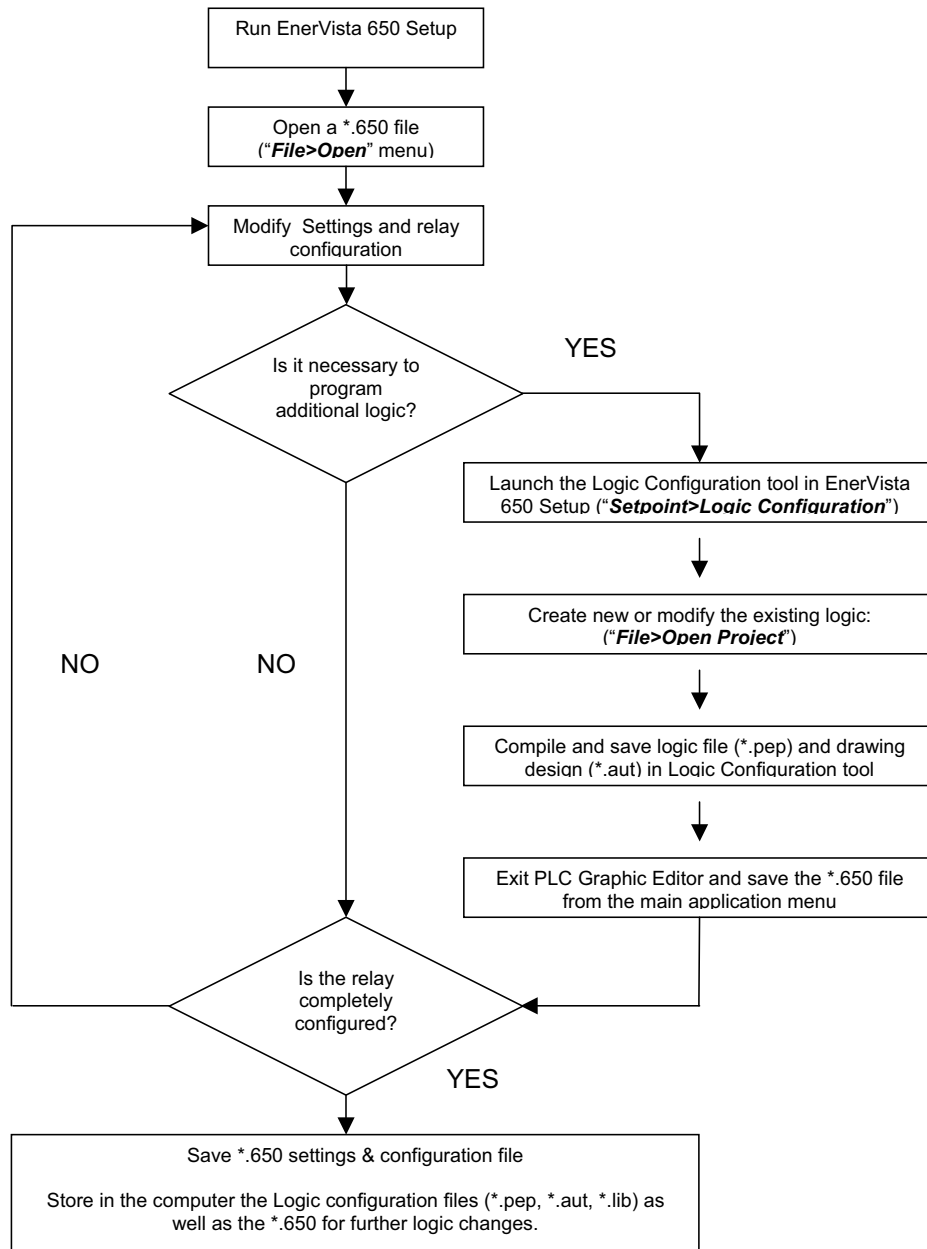 Run EnerVista 650 Setup
Open a *.650 file
("File>Open" menu)
Modify Settings and relay
configuration
Is it necessary to
program
additional logic?
YES
Launch the Logic Configuration tool in EnerVista
650 Setup ("Setpoint>Logic Configuration")
Create new or modify the existing logic:
("File>Open Project")
NO
NO
Compile and save logic file (*.pep) and drawing
design (*.aut) in Logic Configuration tool
Exit PLC Graphic Editor and save the *.650 file
from the main application menu
Is the relay
completely
configured?
YES
Save *.650 settings & configuration file
Store in the computer the Logic configuration files (*.pep, *.aut, *.lib) as
well as the *.650 for further logic changes.